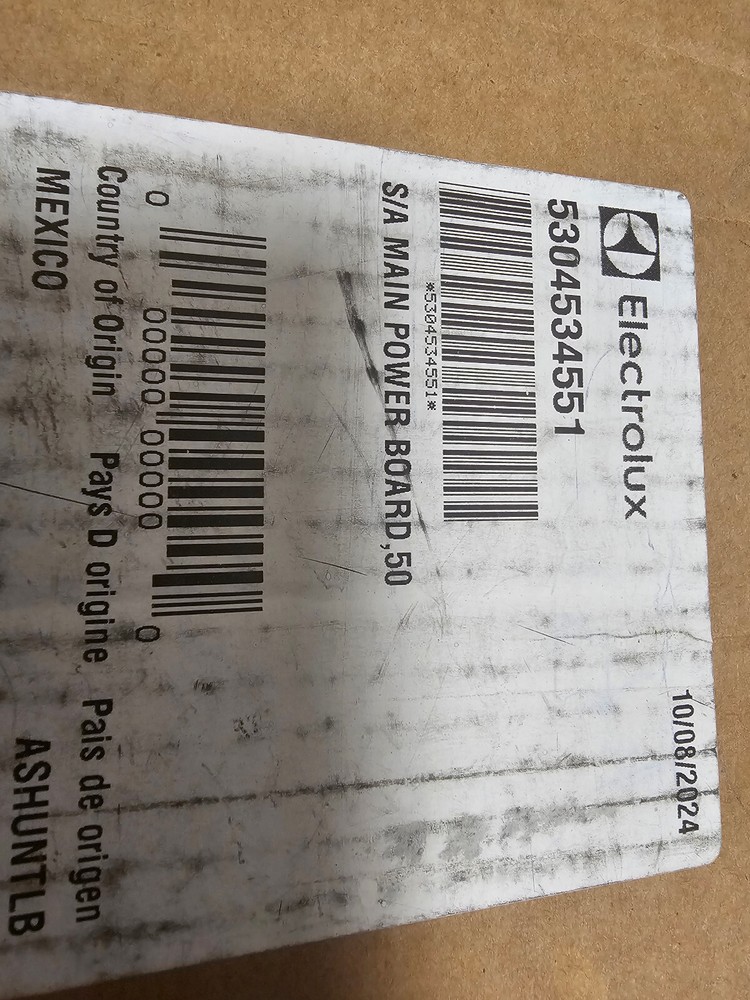 Electrolux
10/08/2024
5304534551
*5304534551*
S/A MAIN POWER BOARD,50
0 00000 00000 0
Country of Origin Pays D origine Pais de origen
MEXICO ASHUNTLB